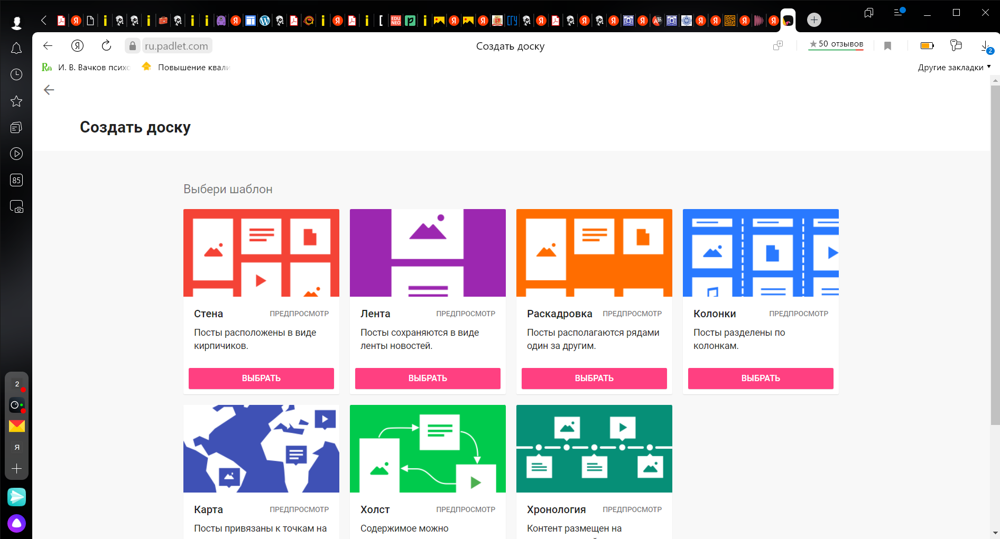 ru.padlet.com
Создать доску
50 отзывов
2
И. В. Вачков психо
Повышение квали
Другие закладки
Создать доску
85
Выбери шаблон
Стена ПРЕДПРОСМОТР
Посты расположены в виде
кирпичиков.
ВЫБРАТЬ
Лента ПРЕДПРОСМОТР
Посты сохраняются в виде
ленты новостей.
ВЫБРАТЬ
Раскадровка ПРЕДПРОСМОТР
Посты располагаются рядами
один за другим.
ВЫБРАТЬ
Колонки ПРЕДПРОСМОТР
Посты разделены по
колонкам.
ВЫБРАТЬ
2
Я
Карта ПРЕДПРОСМОТР
Посты привязаны к точкам на
Холст ПРЕДПРОСМОТР
Содержимое можно
Хронология ПРЕДПРОСМОТР
Контент размещен на